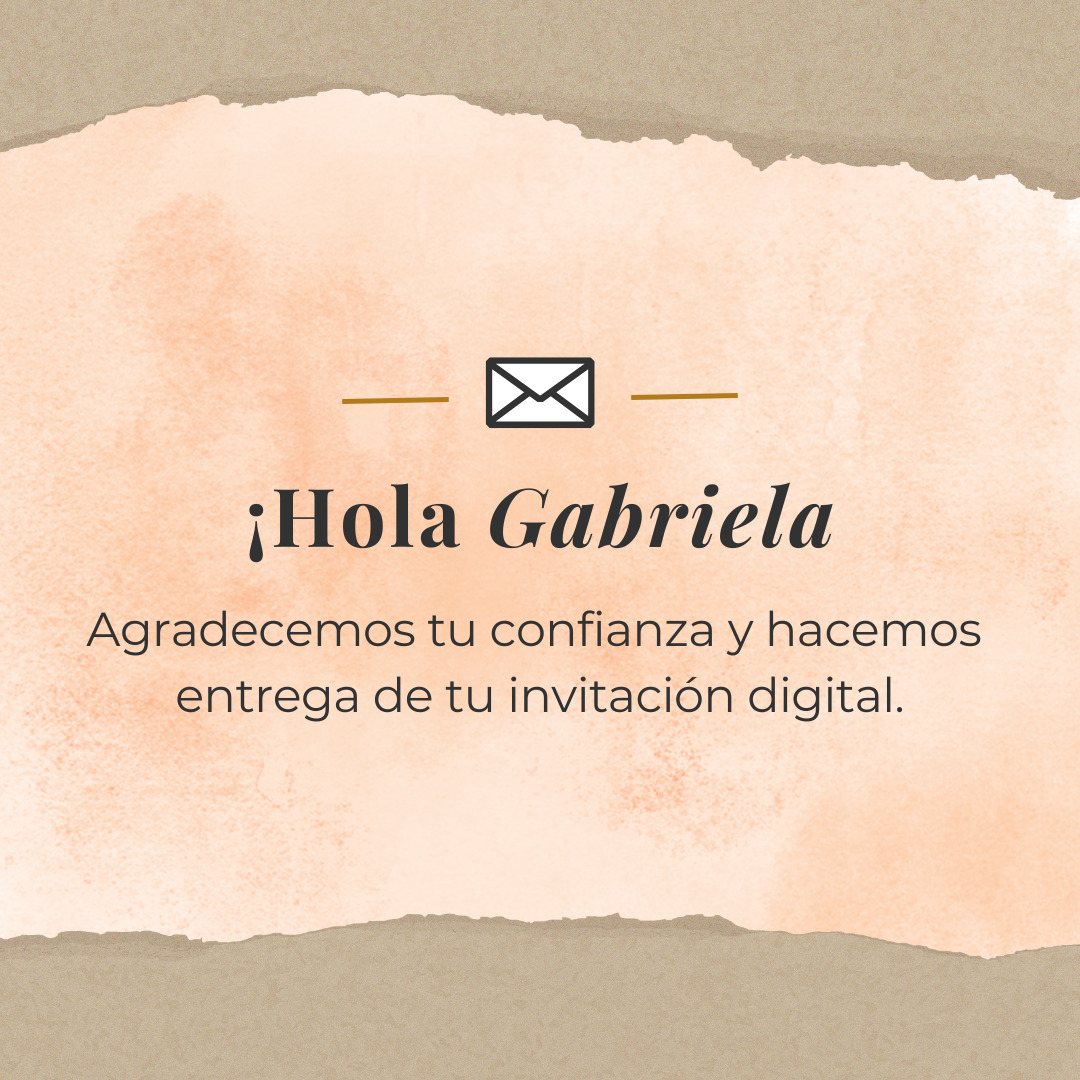 ¡Hola Gabriela
Agradecemos tu confianza y hacemos
entrega de tu invitación digital.